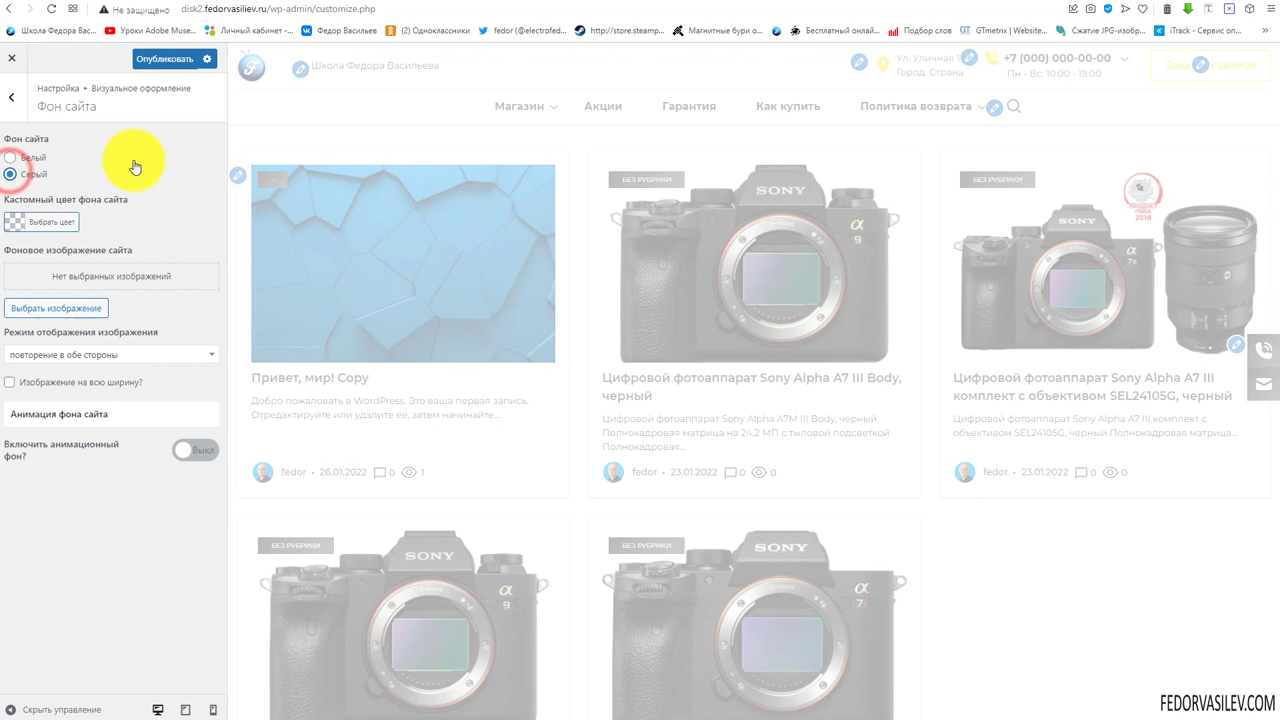 Не защищено
disk2.fedorvasiliev.ru/wp-admin/customize.php
Школа Федора Вас...
Уроки Adobe Muse...
Личный кабинет -...
Федор Васильев
(2) Одноклассники
fedor (@electrofed...
http://store.steamp...
Магнитные бури о...
Бесплатный онлай...
Подбор слов
GTmetrix | Website...
Сжатие JPG-изобр...
iTrack - Сервис оп...
Опубликовать
Настройка ▸ Визуальное оформление
Фон сайта
Фон сайта
Белый
Серый
Кастомный цвет фона сайта
Выбрать цвет
Фоновое изображение сайта
Нет выбранных изображений
Выбрать изображение
Режим отображения изображения
повторение в обе стороны
Изображение на всю ширину?
Анимация фона сайта
Включить анимационный
фон?
Выкл
Скрыть управление
Школа Федора Васильева
Ул. Уличная 1
Город, Страна
+7 (000) 000-00-00
Пн - Вс: 10.00 - 19.00
Магазин
Акции
Гарантия
Как купить
Политика возврата
Привет, мир! Copy
Добро пожаловать в WordPress. Это ваша первая запись.
Отредактируйте или удалите ее, затем начинайте...
fedor • 26.01.2022 0 1
БЕЗ РУБРИКИ
SONY
α
9
Цифровой фотоаппарат Sony Alpha A7 III Body,
черный
Цифровой фотоаппарат Sony Alpha A7M III Body, черный
Полнокадровая матрица на 24,2 МП с тыловой подсветкой
Полнокадровая...
fedor • 23.01.2022 0 0
БЕЗ РУБРИКИ
ПРОДУКТ
ГОДА
2018
SONY
Цифровой фотоаппарат Sony Alpha A7 III
комплект с объективом SEL24105G, черный
Цифровой фотоаппарат Sony Alpha A7 III комплект с
объективом SEL24105G, черный Полнокадровая матрица...
fedor • 23.01.2022 0 0
БЕЗ РУБРИКИ
SONY
α
9
БЕЗ РУБРИКИ
SONY
α
FEDORVASILEV.COM